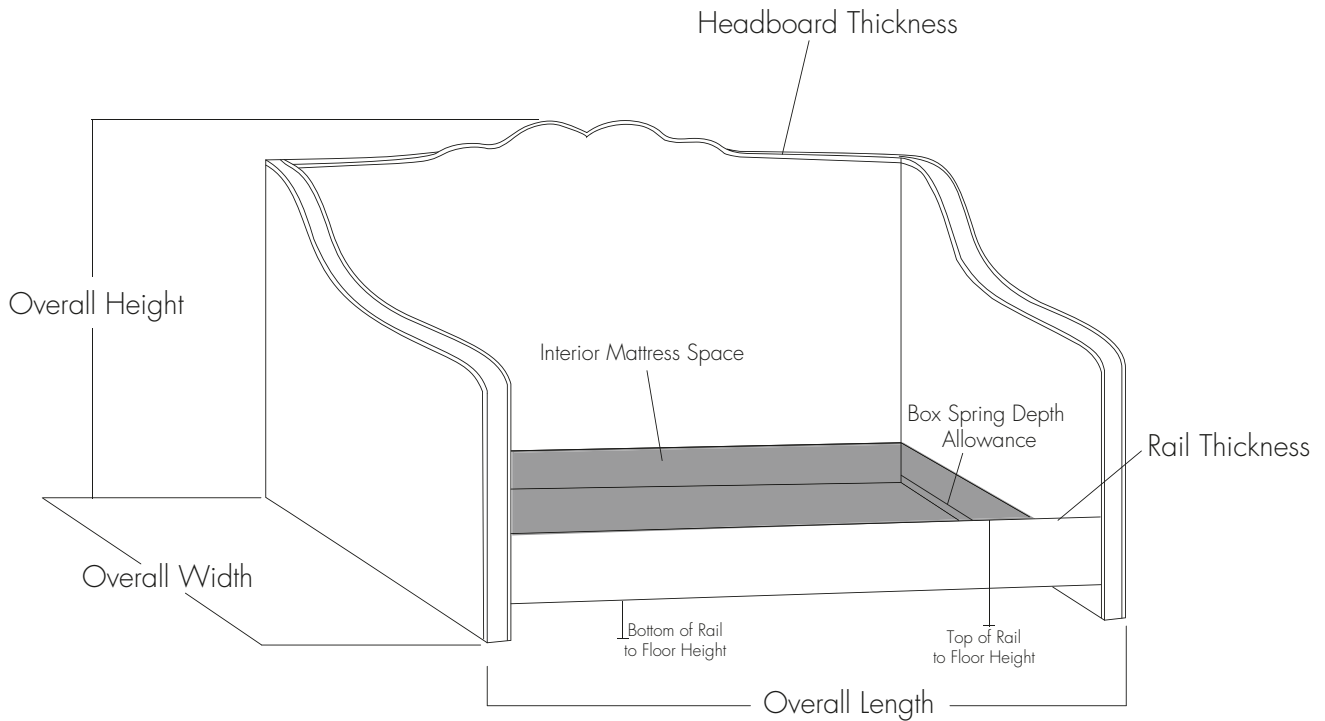 Headboard Thickness
Overall Height
Interior Mattress Space
Box Spring Depth
Allowance
Rail Thickness
Overall Width
Bottom of Rail
to Floor Height
Top of Rail
to Floor Height
Overall Length